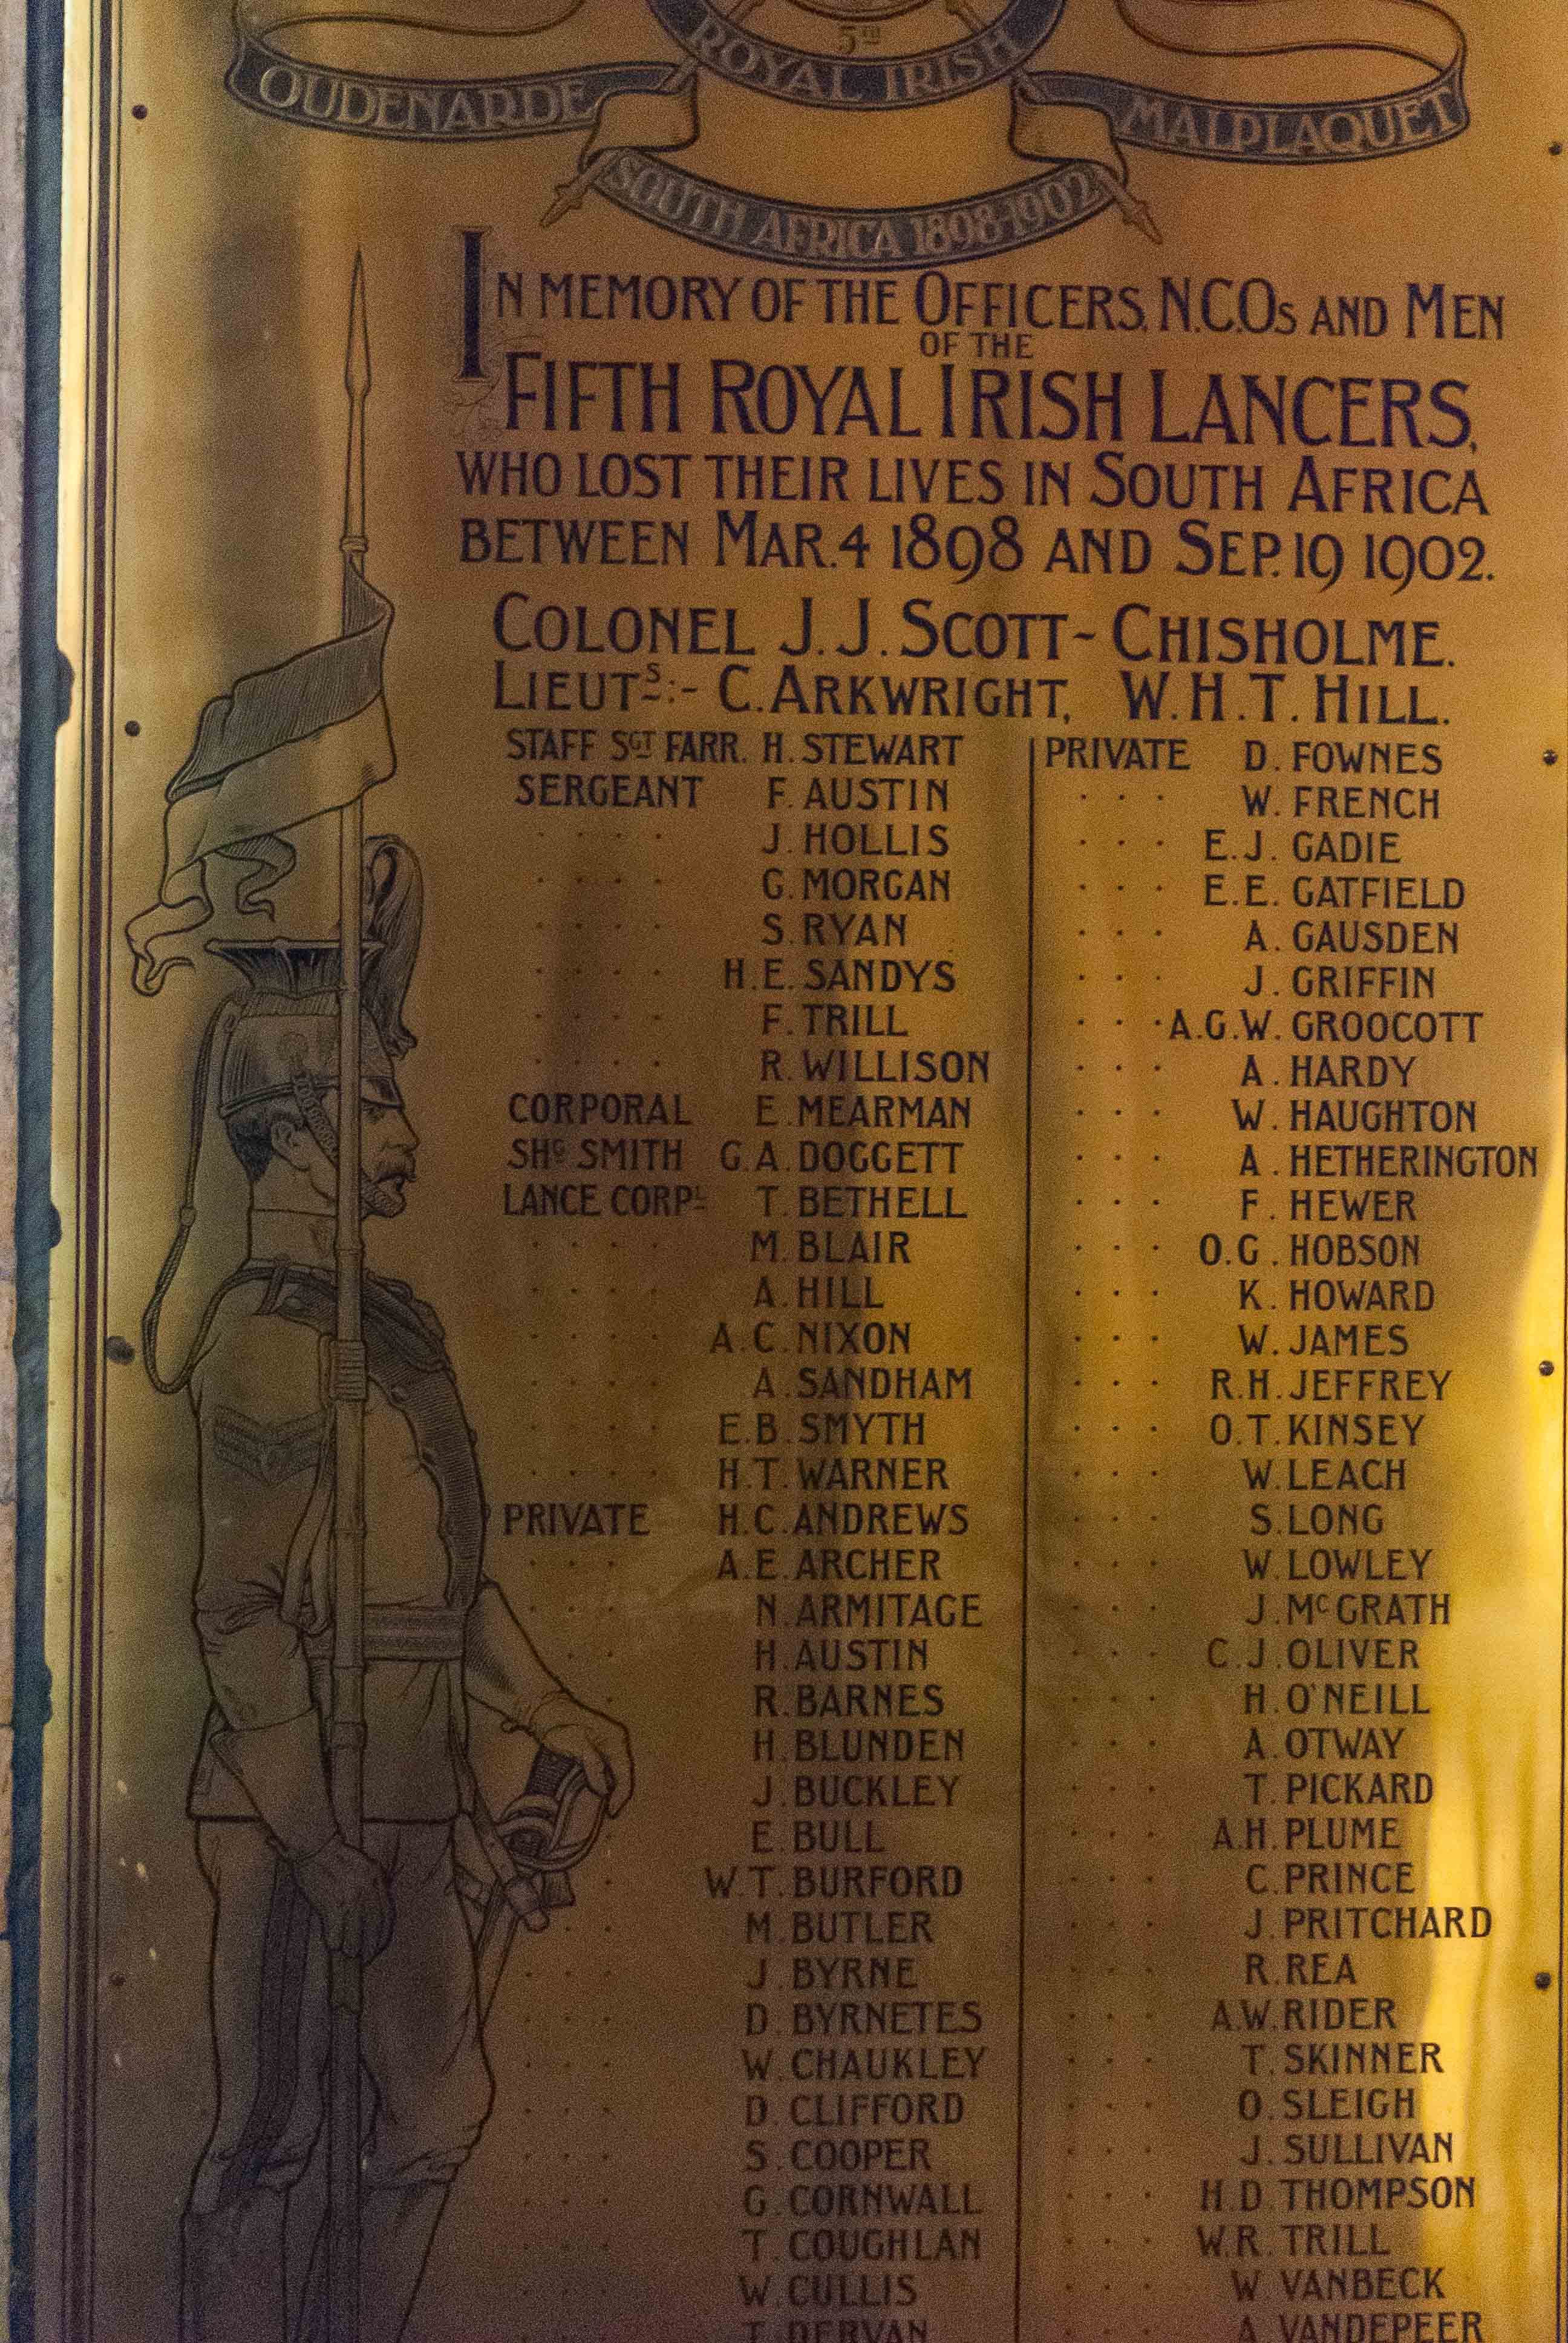 5TH
ROYAL IRISH
OUDENARDE
MALPLAQUET
SOUTH AFRICA 1898-1902
IN MEMORY OF THE OFFICERS, N.C.OS AND MEN
OF THE
FIFTH ROYAL IRISH LANCERS,
WHO LOST THEIR LIVES IN SOUTH AFRICA
BETWEEN MAR. 4 1898 AND SEP. 19 1902.
COLONEL J. J. SCOTT-CHISHOLME.
LIEUTS:- C. ARKWRIGHT, W. H. T. HILL.
STAFF SGT FARR. H. STEWART
SERGEANT F. AUSTIN
. . . . J. HOLLIS
. . . . G. MORGAN
. . . . S. RYAN
. . . . H. E. SANDYS
. . . . F. TRILL
. . . . R. WILLISON
CORPORAL E. MEARMAN
SHG SMITH G. A. DOGGETT
LANCE CORPL T. BETHELL
. . . . M. BLAIR
. . . . A. HILL
. . . . A. C. NIXON
. . . . A. SANDHAM
. . . . E. B. SMYTH
. . . . H. T. WARNER
PRIVATE H. C. ANDREWS
. . . A. E. ARCHER
. . . N. ARMITAGE
. . . H. AUSTIN
. . . R. BARNES
. . . H. BLUNDEN
. . . J. BUCKLEY
. . . E. BULL
. . . W. T. BURFORD
. . . M. BUTLER
. . . J. BYRNE
. . . D. BYRNETES
. . . W. CHAUKLEY
. . . D. CLIFFORD
. . . S. COOPER
. . . G. CORNWALL
. . . T. COUGHLAN
. . . W. CULLIS
. . . T. DERVAN
PRIVATE D. FOWNES
. . . W. FRENCH
. . . E. J. GADIE
. . . E. E. GATFIELD
. . . A. GAUSDEN
. . . J. GRIFFIN
. . . A. G. W. GROOCOTT
. . . A. HARDY
. . . W. HAUGHTON
. . . A. HETHERINGTON
. . . F. HEWER
. . . O. G. HOBSON
. . . K. HOWARD
. . . W. JAMES
. . . R. H. JEFFREY
. . . O. T. KINSEY
. . . W. LEACH
. . . S. LONG
. . . W. LOWLEY
. . . J. McGRATH
. . . C. J. OLIVER
. . . H. O'NEILL
. . . A. OTWAY
. . . T. PICKARD
. . . A. H. PLUME
. . . C. PRINCE
. . . J. PRITCHARD
. . . R. REA
. . . A. W. RIDER
. . . T. SKINNER
. . . O. SLEIGH
. . . J. SULLIVAN
. . . H. D. THOMPSON
. . . W. R. TRILL
. . . W. VANBECK
. . . A. VANDEPEER